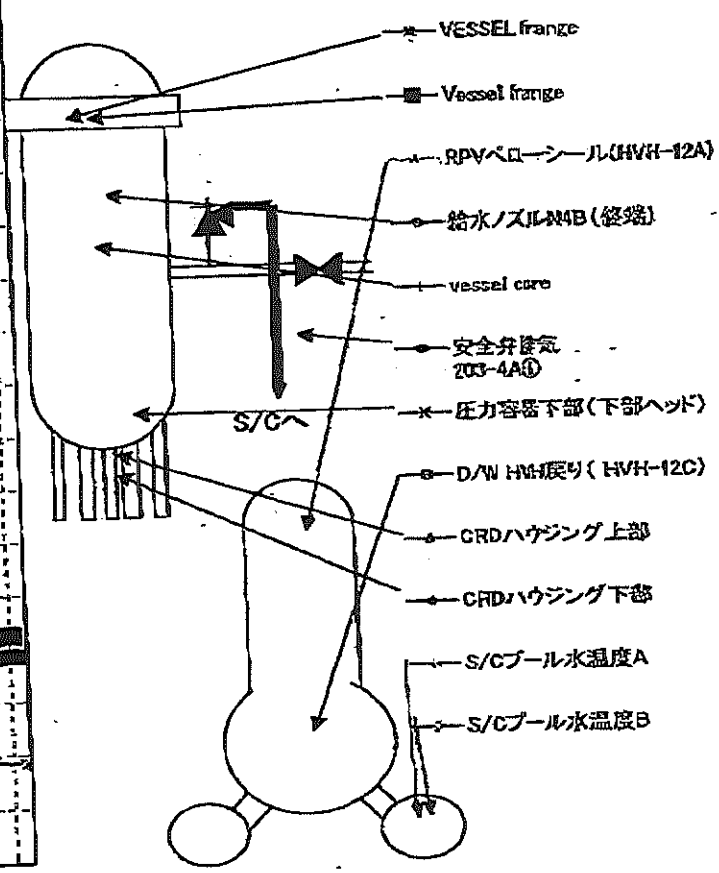 VESSEL frange
Vessel frange
RPVベローシール(HVH-12A)
給水ノズルN4B(終端)
vessel core
安全弁排気
203-4A①
S/Cへ
圧力容器下部(下部ヘッド)
D/W HVH戻り( HVH-12C)
CRDハウジング上部
CRDハウジング下部
S/Cプール水温度A
S/Cプール水温度B